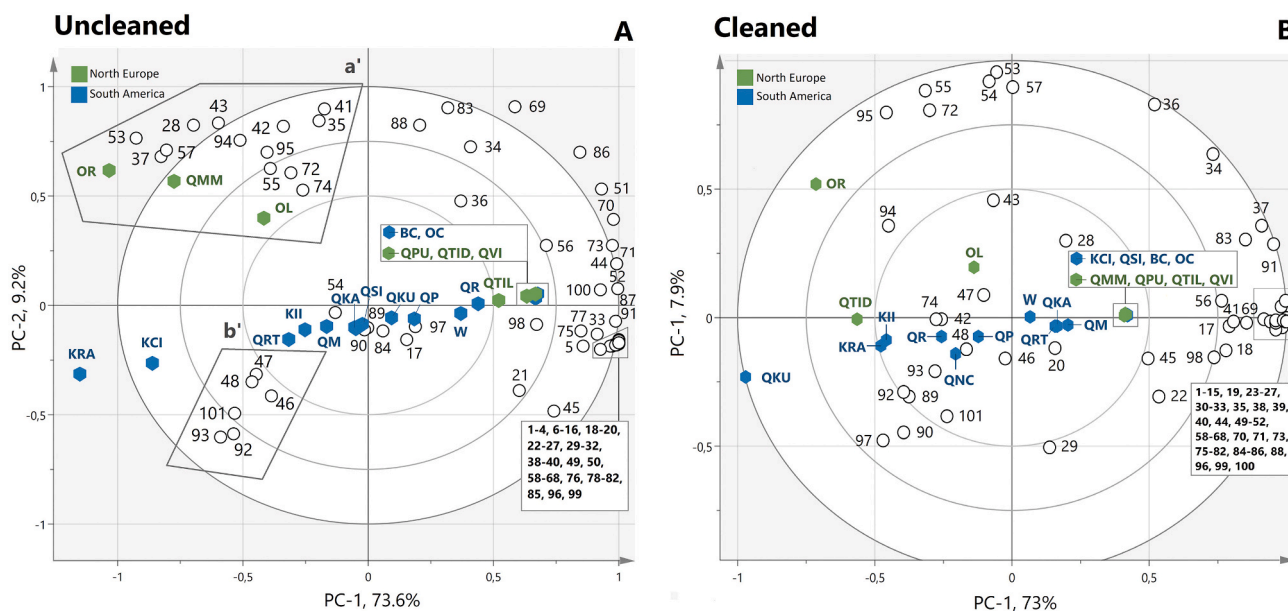 Uncleaned
A
North Europe
South America
a'
43
41
28
42
35
53
94
95
37
57
72
55
74
OR
QMM
OL
83
69
88
34
86
36
51
70
BC, OC
QPU, QTID, QVI
56
73
71
44
52
54
QSI
QKA
QKU QP
QR
QTIL
100
87
91
KII
89
97
W
98
77
33
75
QRT
QM
90
84
17
5
KRA
KCI
b'
47
48
46
101
93
92
21
45
1-4, 6-16, 18-20,
22-27, 29-32,
38-40, 49, 50,
58-68, 76, 78-82,
85, 96, 99
1
0,5
0
-0,5
-1
PC-2, 9.2%
-1
-0,5
0
0,5
1
PC-1, 73.6%
Cleaned
B
North Europe
South America
53
55
54
57
95
72
36
34
OR
94
43
37
28
83
91
OL
KCI, QSI, BC, OC
QMM, QPU, QTIL, QVI
47
QTID
74
42
W
QKA
56
41
69
KII
QR
48
QP
QRT
QM
17
KRA
QNC
46
20
18
98
45
QKU
93
92
89
101
22
97
90
29
1-15, 19, 23-27,
30-33, 35, 38, 39,
40, 44, 49-52,
58-68, 70, 71, 73,
75-82, 84-86, 88,
96, 99, 100
0,5
0
-0,5
PC-1, 7.9%
-1
-0,5
0
0,5
PC-1, 73%